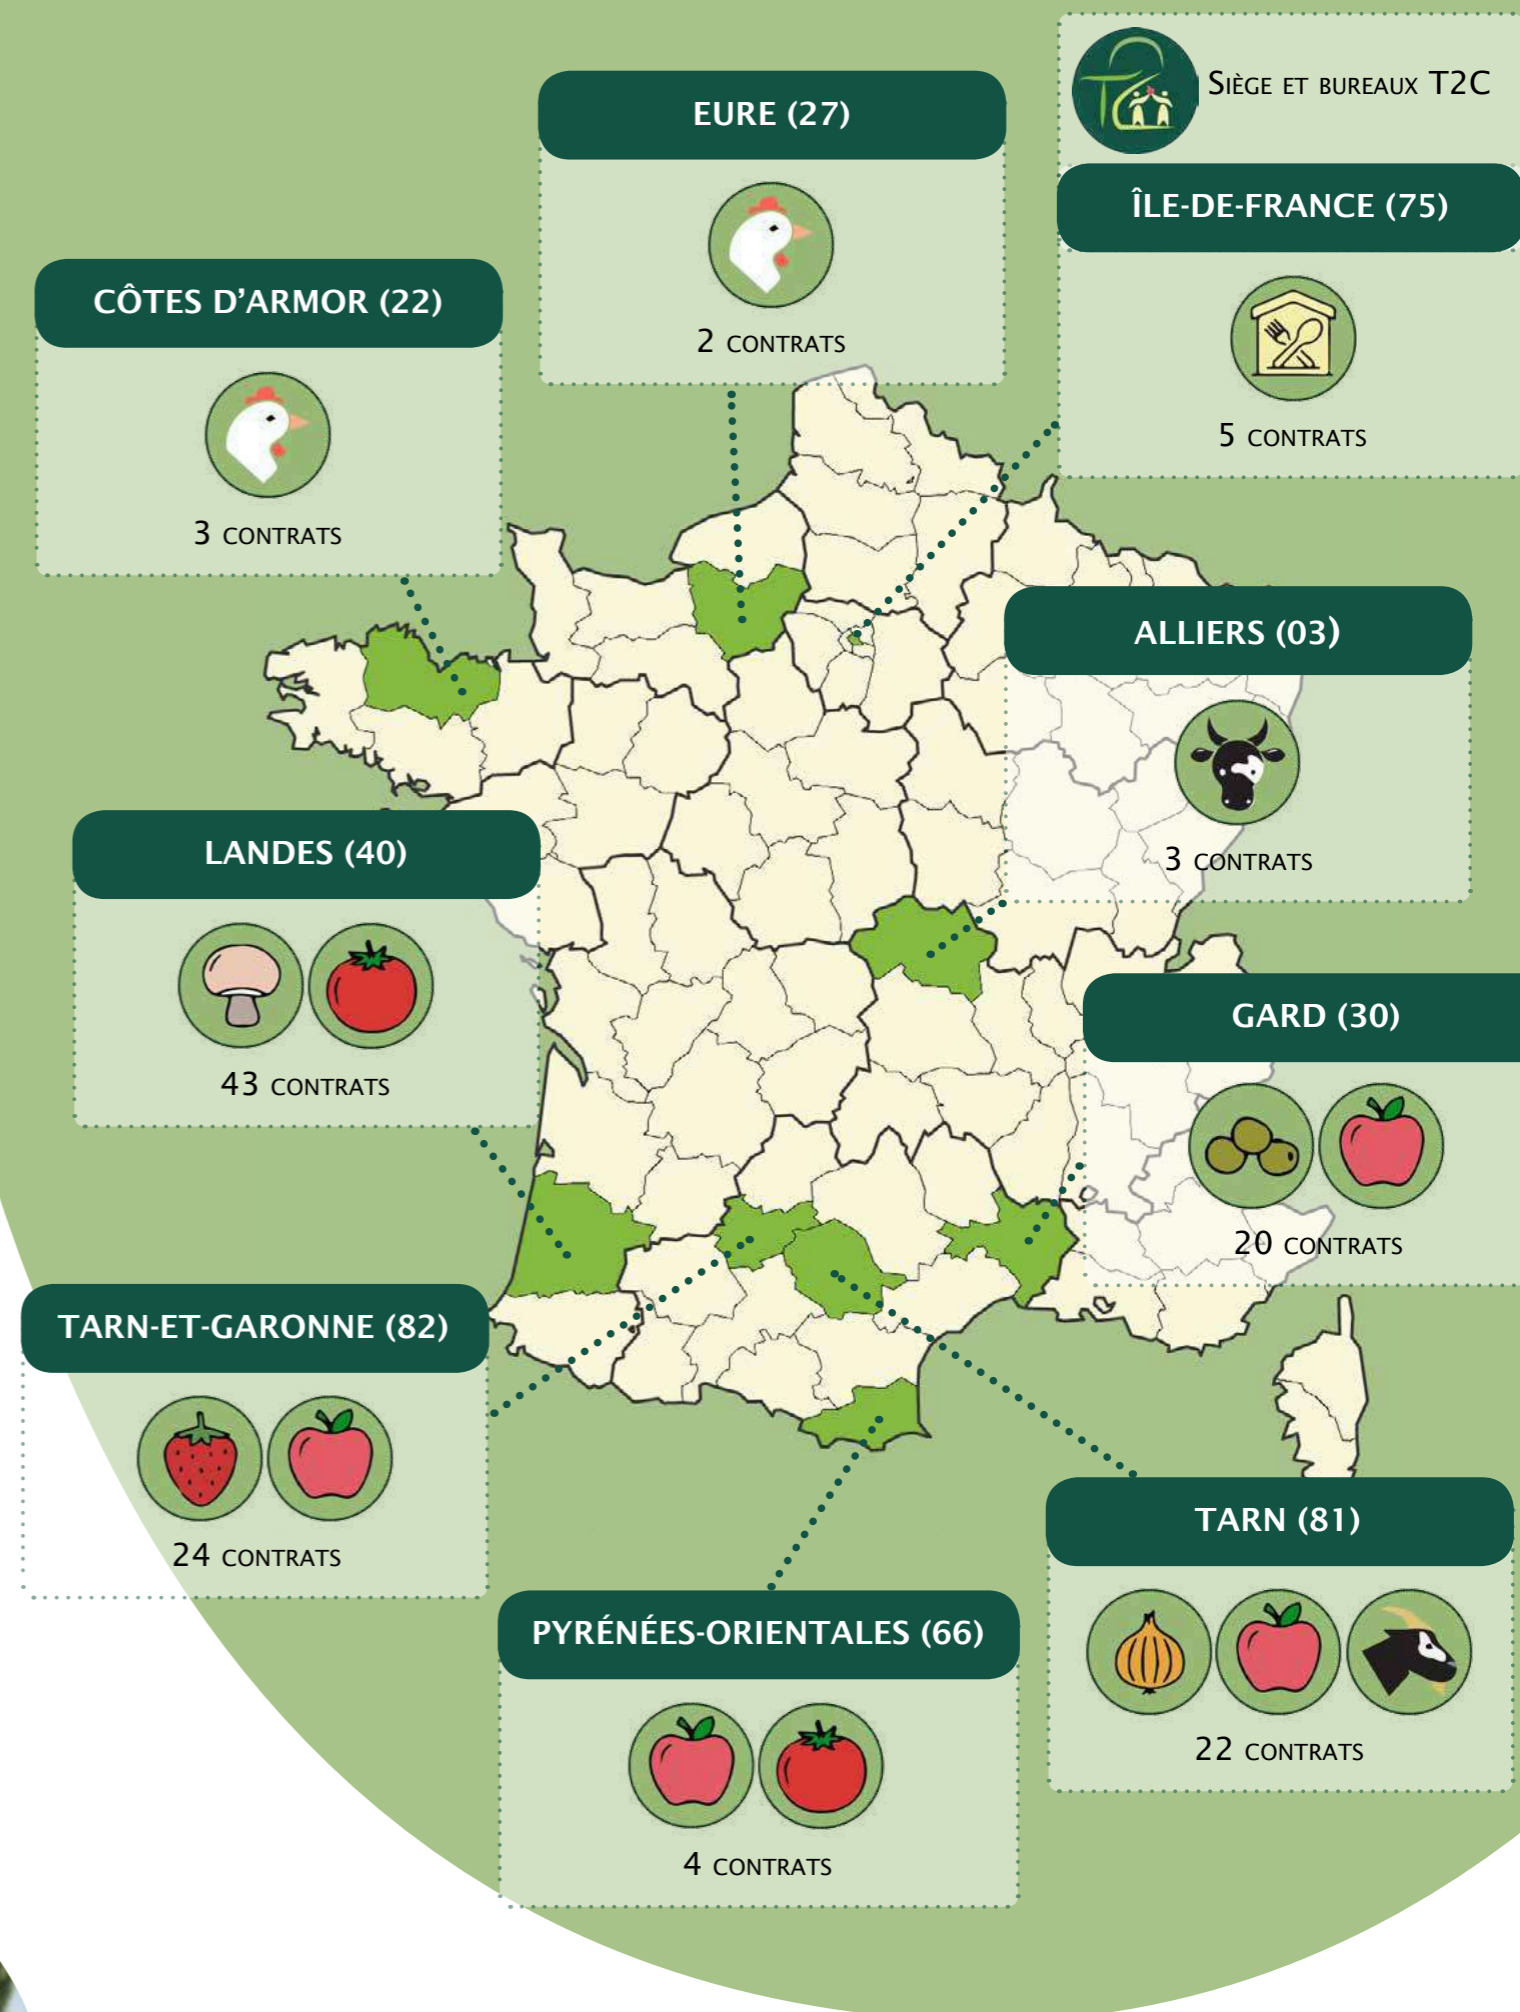 SIÈGE ET BUREAUX T2C
EURE (27)
2 CONTRATS
ÎLE-DE-FRANCE (75)
5 CONTRATS
CÔTES D'ARMOR (22)
3 CONTRATS
ALLIERS (03)
3 CONTRATS
LANDES (40)
43 CONTRATS
GARD (30)
20 CONTRATS
TARN-ET-GARONNE (82)
24 CONTRATS
TARN (81)
22 CONTRATS
PYRÉNÉES-ORIENTALES (66)
4 CONTRATS